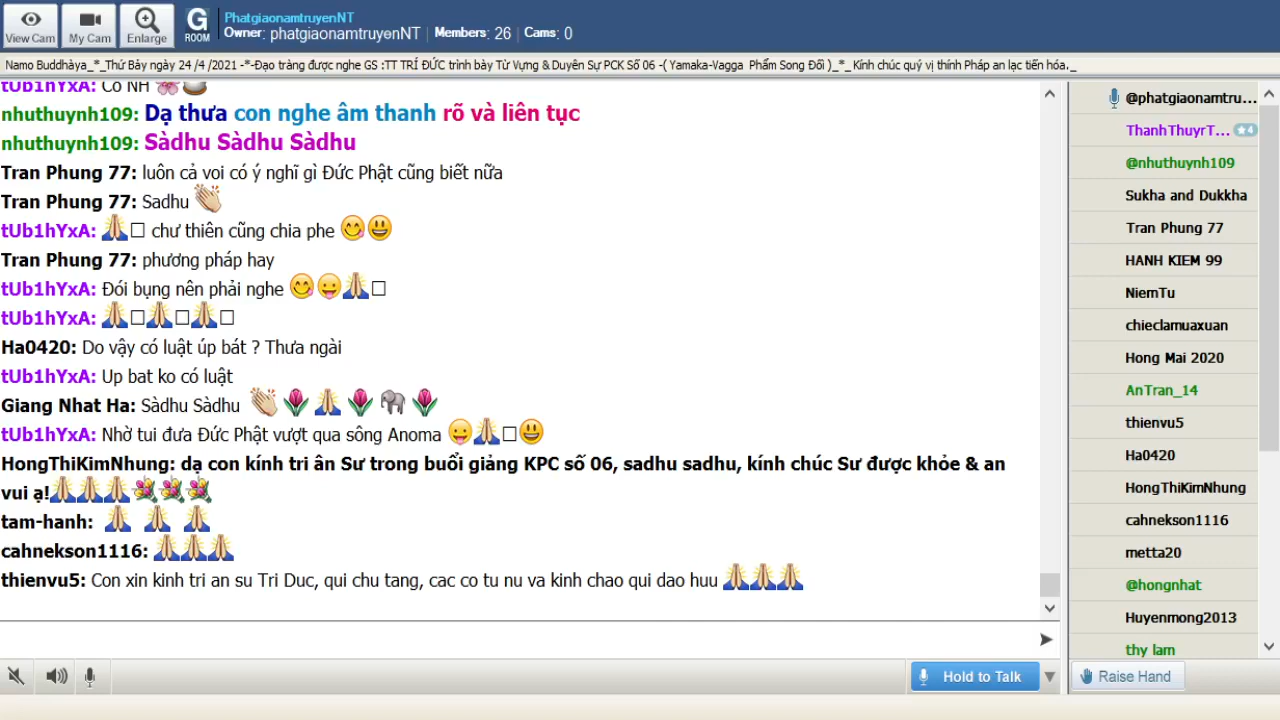 View Cam
My Cam
Enlarge
G
ROOM
PhatgiaonamtruyenNT
Owner: phatgiaonamtruyenNT | Members: 26 | Cams: 0
Namo Buddhàya_*_Thứ Bảy ngày 24 /4 /2021 -*-Đạo tràng được nghe GS :TT TRÍ ĐỨC trình bày Từ Vựng & Duyên Sự PCK Số 06 -( Yamaka-Vagga Phẩm Song Đối )_*_ Kính chúc quý vị thính Pháp an lạc tiến hóa._
tUb1hYxA: Cô NH
nhuthuynh109: Dạ thưa con nghe âm thanh rõ và liên tục
nhuthuynh109: Sàdhu Sàdhu Sàdhu
Tran Phung 77: luôn cả voi có ý nghĩ gì Đức Phật cũng biết nữa
Tran Phung 77: Sadhu 👏
tUb1hYxA: 🙏□ chư thiên cũng chia phe 😋😃
Tran Phung 77: phương pháp hay
tUb1hYxA: Đói bụng nên phải nghe 😋😛🙏□
tUb1hYxA: 🙏□🙏□🙏□
Ha0420: Do vậy có luật úp bát ? Thưa ngài
tUb1hYxA: Up bat ko có luật
Giang Nhat Ha: Sàdhu Sàdhu 👏🌷🙏🌷🐘🌷
tUb1hYxA: Nhờ tui đưa Đức Phật vượt qua sông Anoma 😛🙏□😃
HongThiKimNhung: dạ con kính tri ân Sư trong buổi giảng KPC số 06, sadhu sadhu, kính chúc Sư được khỏe & an
vui ạ!🙏🙏🙏💐💐💐
tam-hanh: 🙏 🙏 🙏
cahnekson1116: 🙏🙏🙏
thienvu5: Con xin kinh tri an su Tri Duc, qui chu tang, cac co tu nu va kinh chao qui dao huu 🙏🙏🙏
@phatgiaonamtru...
ThanhThuyrT... ★4
@nhuthuynh109
Sukha and Dukkha
Tran Phung 77
HANH KIEM 99
NiemTu
chieclamuaxuan
Hong Mai 2020
AnTran_14
thienvu5
Ha0420
HongThiKimNhung
cahnekson1116
metta20
@hongnhat
Huyenmong2013
thy lam
Hold to Talk
Raise Hand